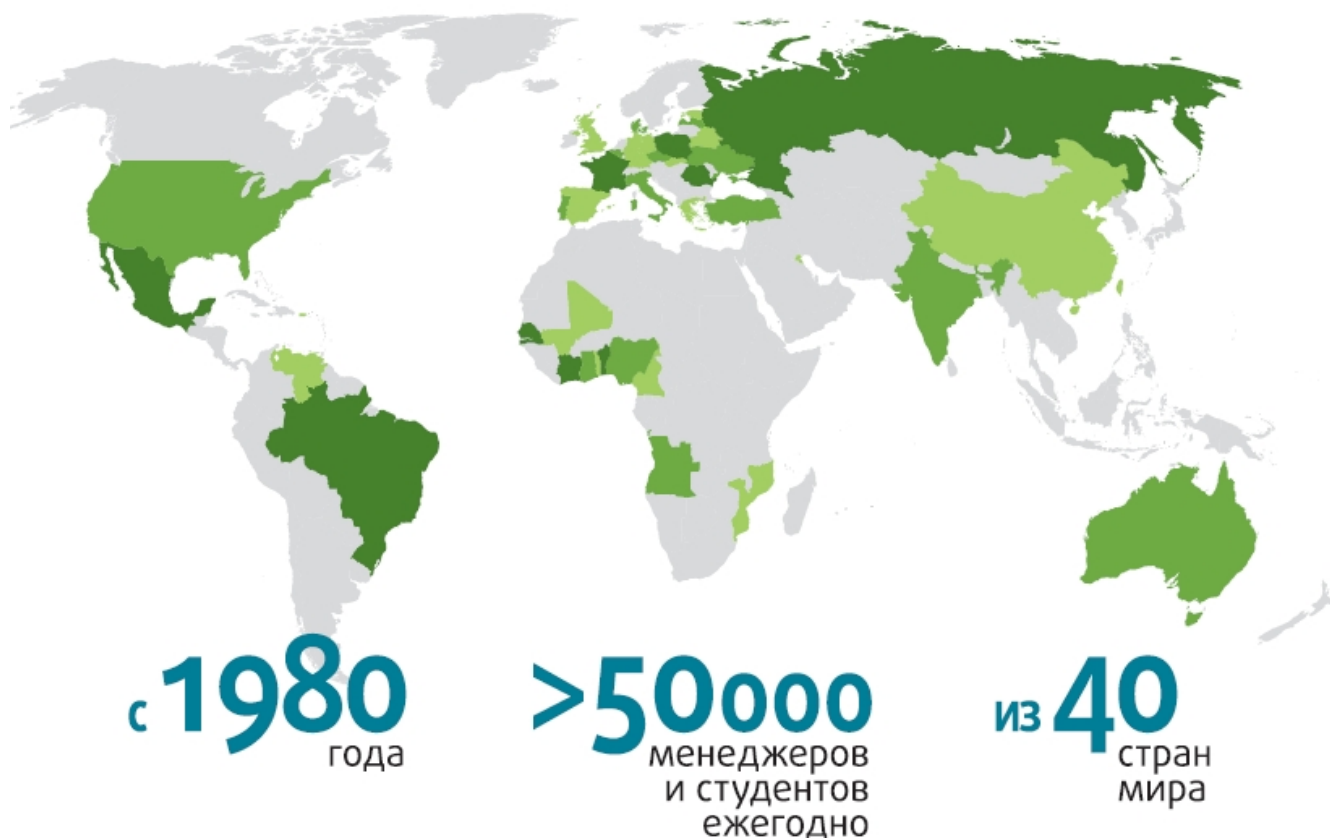 с 1980
года
>50000
менеджеров
и студентов
ежегодно
из 40
стран
мира